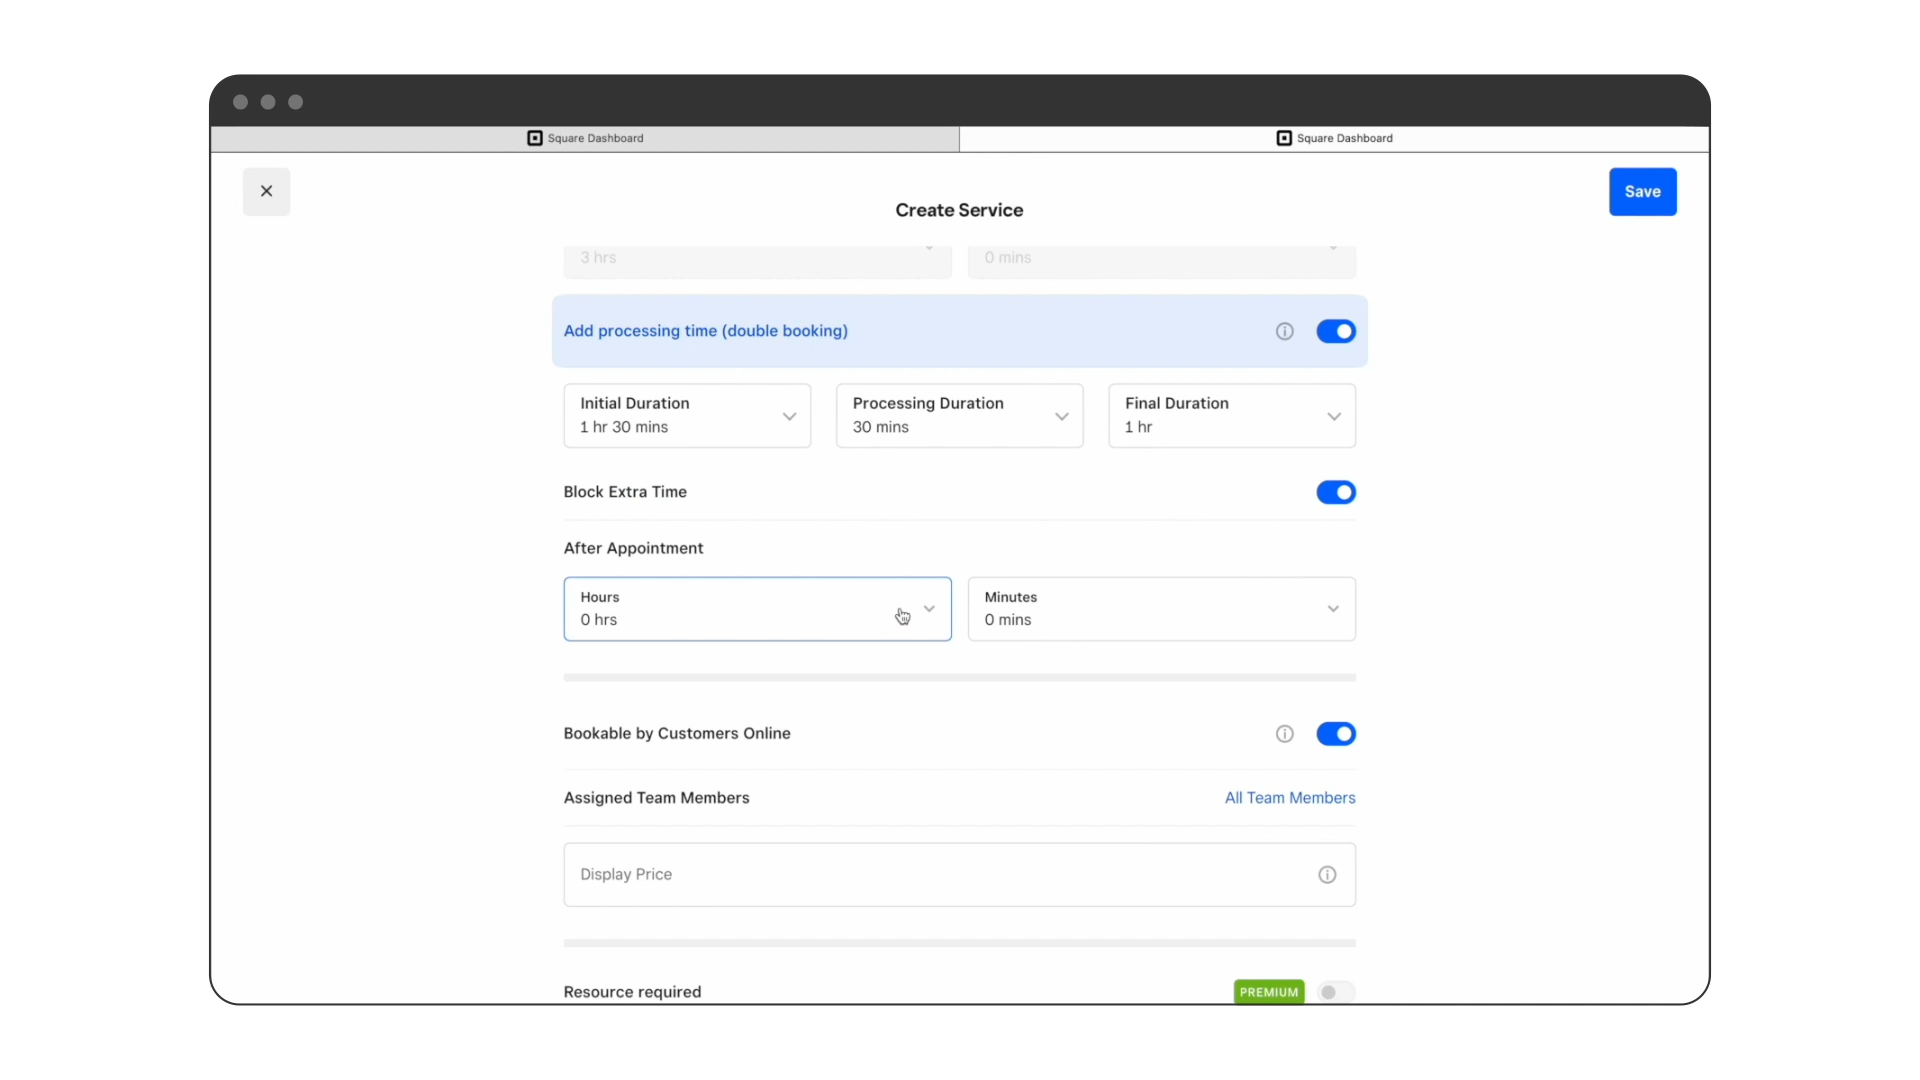 Square Dashboard
Square Dashboard
Create Service
Save
3 hrs
0 mins
Add processing time (double booking)
Initial Duration
1 hr 30 mins
Processing Duration
30 mins
Final Duration
1 hr
Block Extra Time
After Appointment
Hours
0 hrs
Minutes
0 mins
Bookable by Customers Online
Assigned Team Members
All Team Members
Display Price
Resource required
PREMIUM